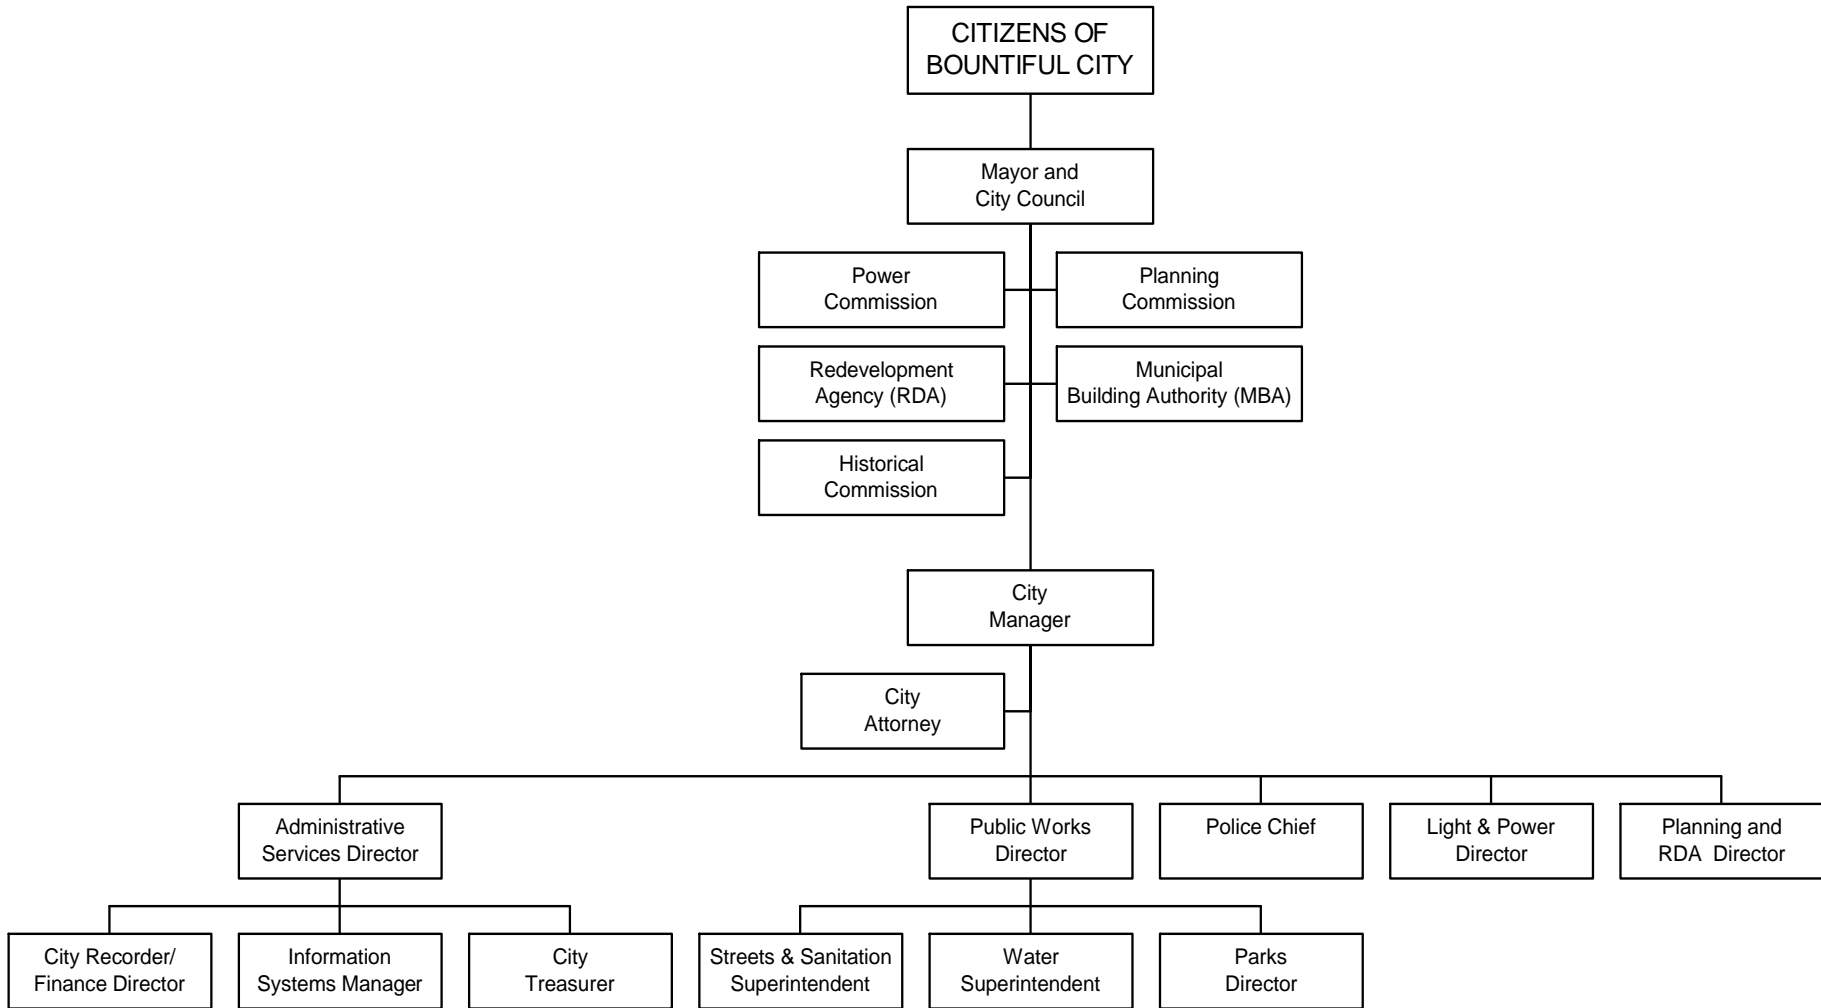 CITIZENS OF
BOUNTIFUL CITY
Mayor and
City Council
Power
Commission
Planning
Commission
Redevelopment
Agency (RDA)
Municipal
Building Authority (MBA)
Historical
Commission
City
Manager
City
Attorney
Administrative
Services Director
Public Works
Director
Police Chief
Light & Power
Director
Planning and
RDA Director
City Recorder/
Finance Director
Information
Systems Manager
City
Treasurer
Streets & Sanitation
Superintendent
Water
Superintendent
Parks
Director